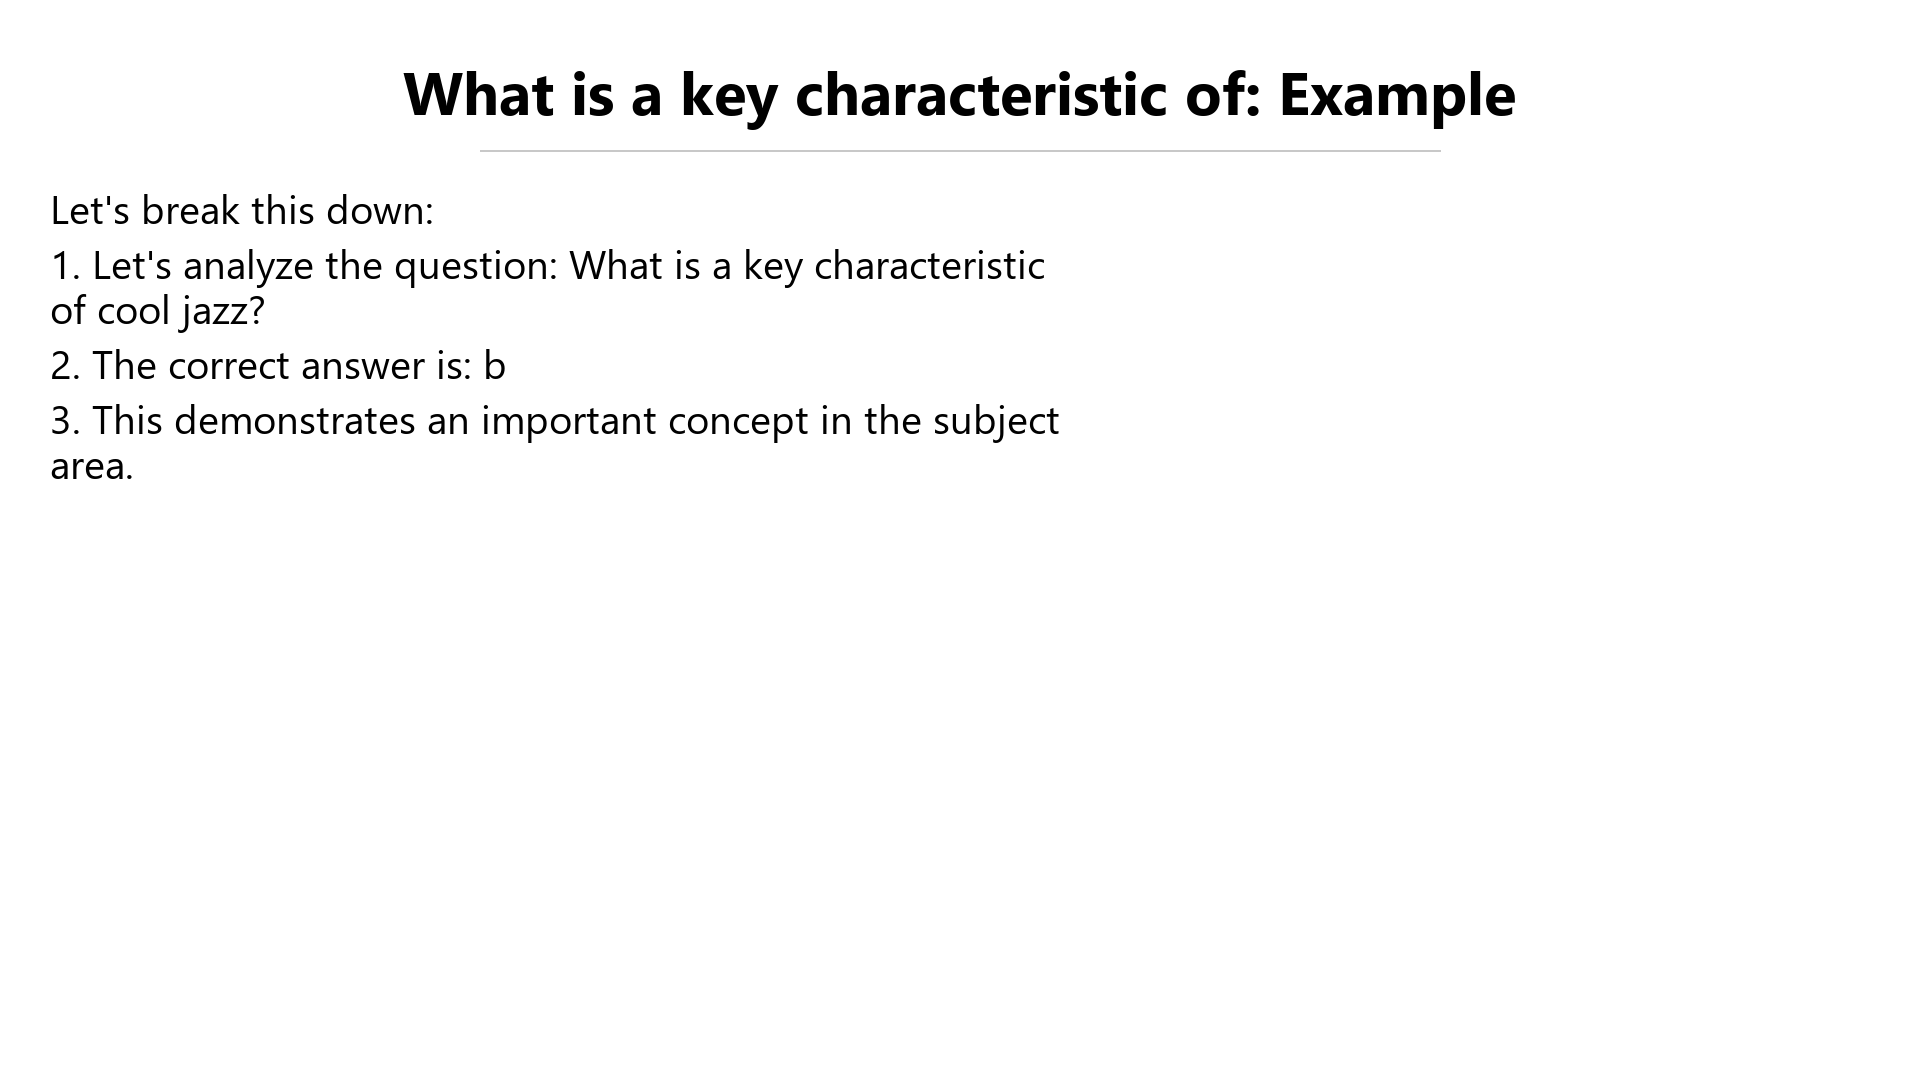 What is a key characteristic of: Example
Let's break this down:
1. Let's analyze the question: What is a key characteristic
of cool jazz?
2. The correct answer is: b
3. This demonstrates an important concept in the subject
area.